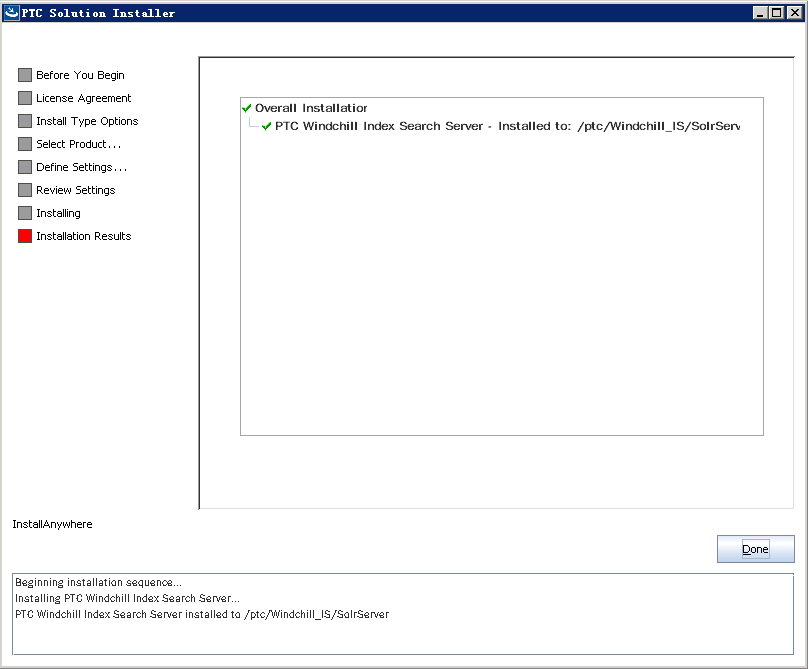 PTC Solution Installer
Before You Begin
License Agreement
Install Type Options
Select Product...
Define Settings...
Review Settings
Installing
Installation Results
Overall Installatior
PTC Windchill Index Search Server - Installed to: /ptc/Windchill_IS/SolrServ
InstallAnywhere
Done
Beginning installation sequence...
Installing PTC Windchill Index Search Server...
PTC Windchill Index Search Server installed to /ptc/Windchill_IS/SolrServer